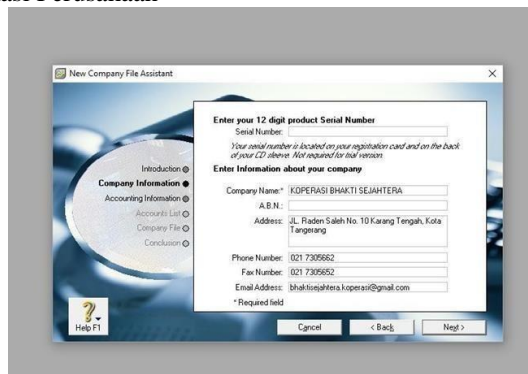 New Company File Assistant
Introduction
Company Information
Accounting Information
Accounts List
Company File
Conclusion
Help F1
Enter your 12 digit product Serial Number
Serial Number:
Your serial number is located on your registration card and on the back
of your CD sleeve. Not required for trial version.
Enter Information about your company
Company Name:* KOPERASI BHAKTI SEJAHTERA
A.B.N.:
Address: JL. Raden Saleh No. 10 Karang Tengah, Kota
Tangerang
Phone Number: 021 7305662
Fax Number: 021 7305652
Email Address: bhaktisejahtera.koperasi@gmail.com
* Required field
Cancel
< Back
Next >